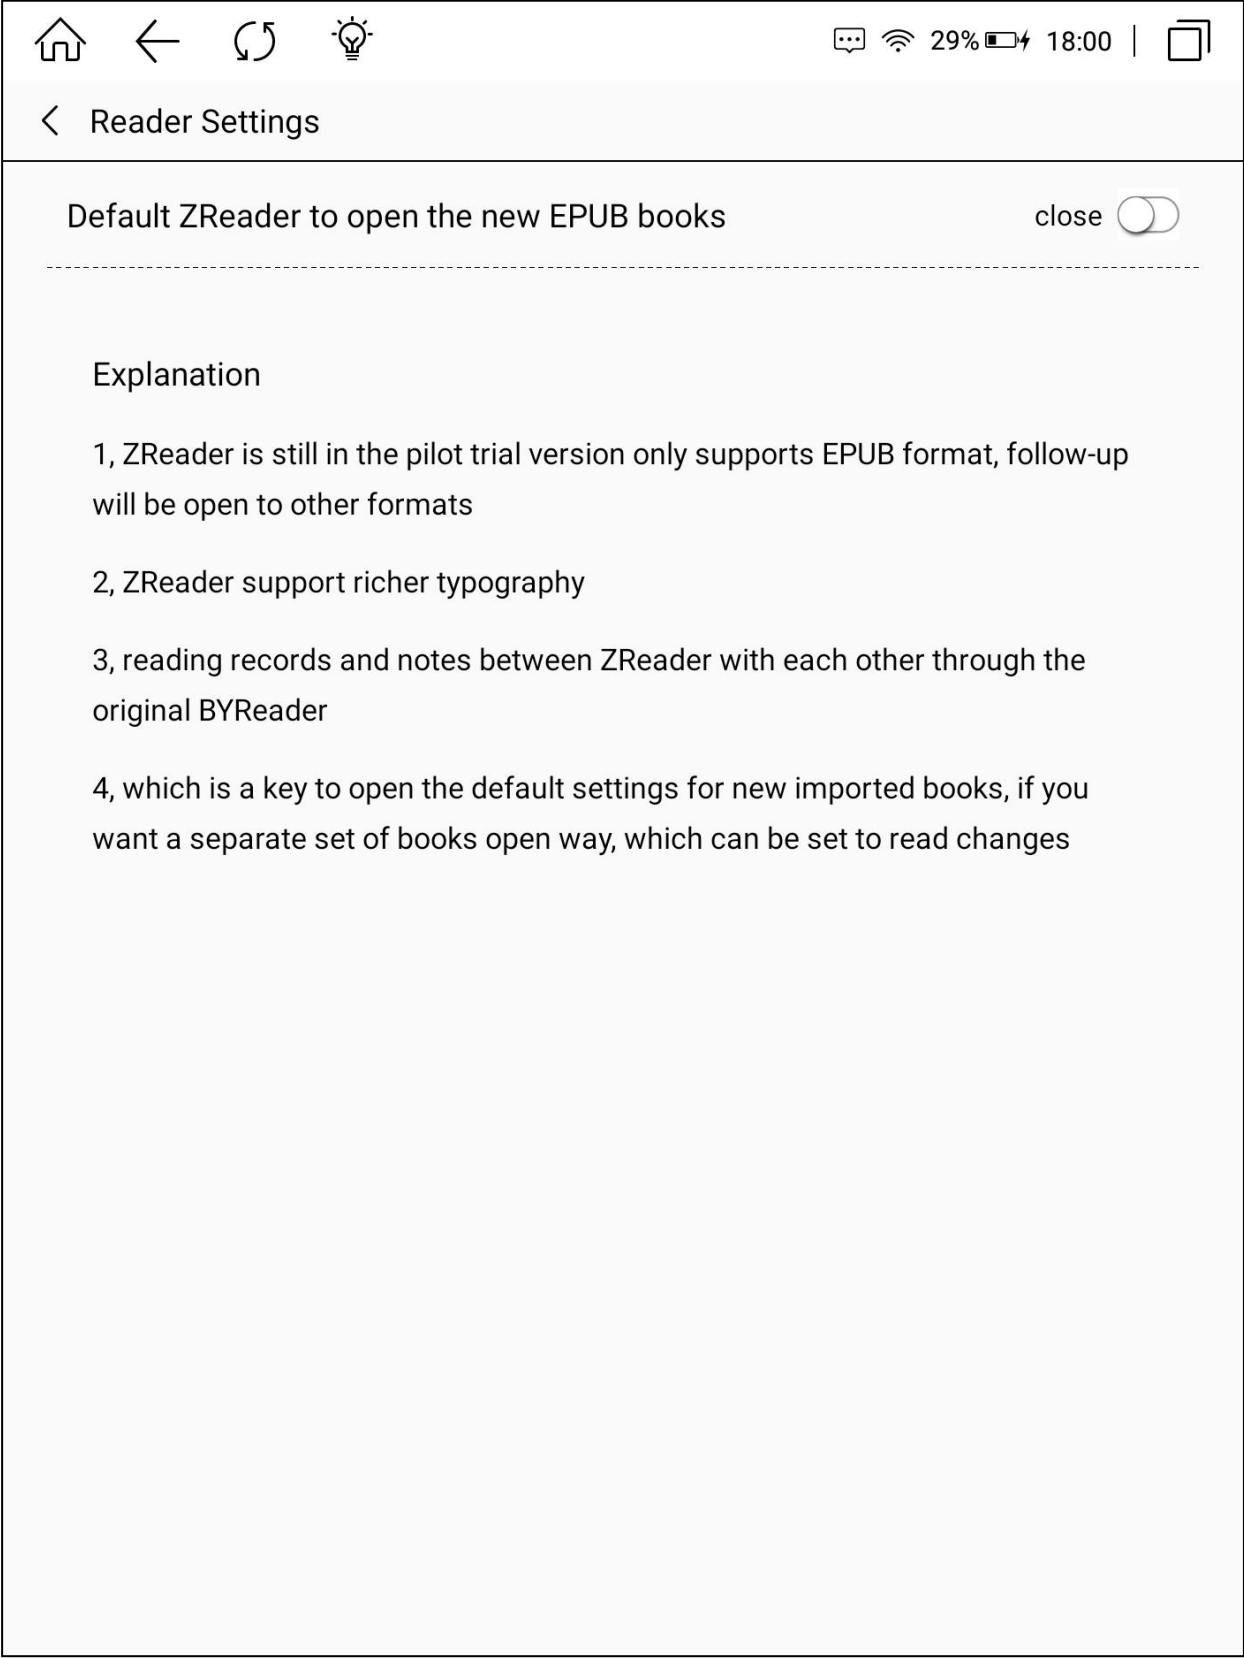 29% 18:00
Reader Settings
Default ZReader to open the new EPUB books close
Explanation
1, ZReader is still in the pilot trial version only supports EPUB format, follow-up
will be open to other formats
2, ZReader support richer typography
3, reading records and notes between ZReader with each other through the
original BYReader
4, which is a key to open the default settings for new imported books, if you
want a separate set of books open way, which can be set to read changes